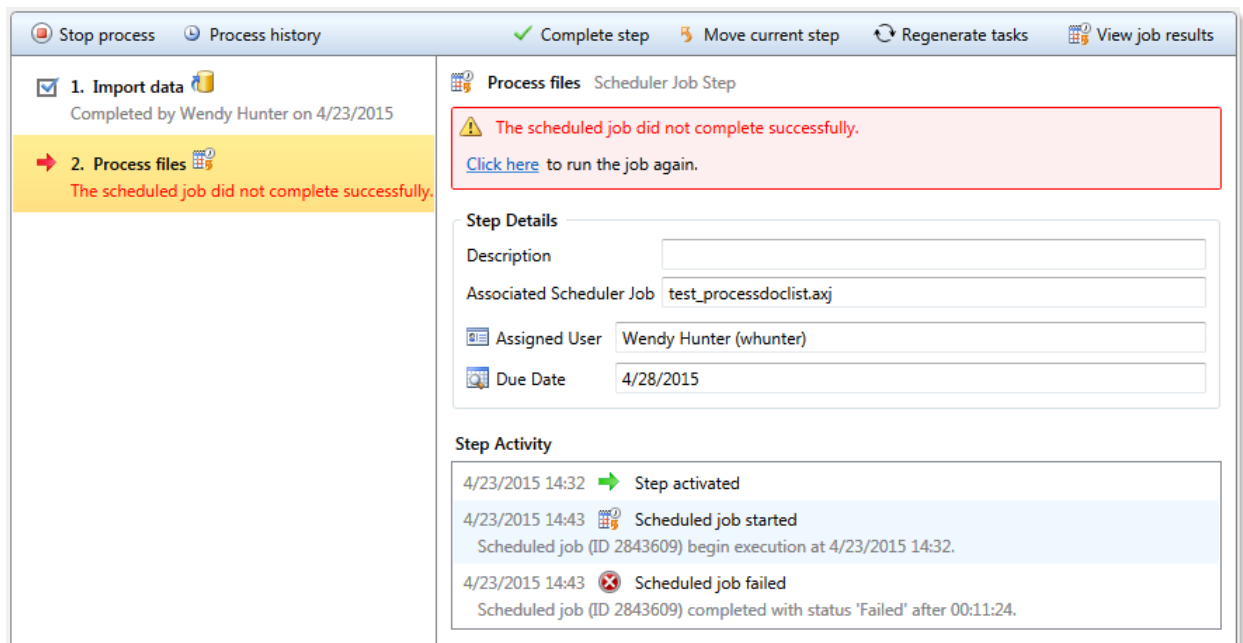 Stop process Process history Complete step Move current step Regenerate tasks View job results
1. Import data
Completed by Wendy Hunter on 4/23/2015
2. Process files
The scheduled job did not complete successfully.
Process files Scheduler Job Step
The scheduled job did not complete successfully.
Click here to run the job again.
Step Details
Description
Associated Scheduler Job test_processdoclist.axj
Assigned User Wendy Hunter (whunter)
Due Date 4/28/2015
Step Activity
4/23/2015 14:32 Step activated
4/23/2015 14:43 Scheduled job started
Scheduled job (ID 2843609) begin execution at 4/23/2015 14:32.
4/23/2015 14:43 Scheduled job failed
Scheduled job (ID 2843609) completed with status 'Failed' after 00:11:24.